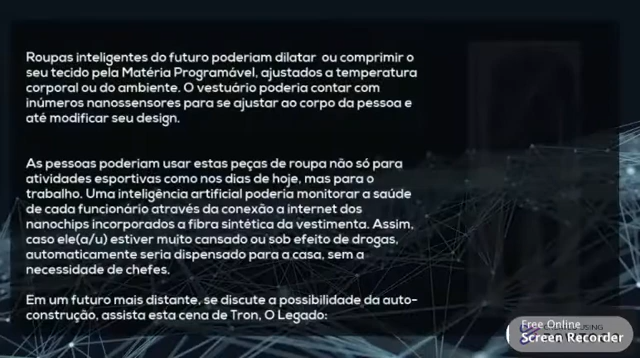 Roupas inteligentes do futuro poderiam dilatar ou comprimir o
seu tecido pela Matéria Programável, ajustados a temperatura
corporal ou do ambiente. O vestuário poderia contar com
inúmeros nanossensores para se ajustar ao corpo da pessoa e
até modificar seu design.
As pessoas poderiam usar estas peças de roupa não só para
atividades esportivas como nos dias de hoje, mas para o
trabalho. Uma inteligência artificial poderia monitorar a saúde
de cada funcionário através da conexão a internet dos
nanochips incorporados a fibra sintética da vestimenta. Assim,
caso ele(a/u) estiver muito cansado ou sob efeito de drogas,
automaticamente seria dispensado para a casa, sem a
necessidade de chefes.
Em um futuro mais distante, se discute a possibilidade da auto-
construção, assista esta cena de Tron, O Legado:
Free Online
Screen Recorder